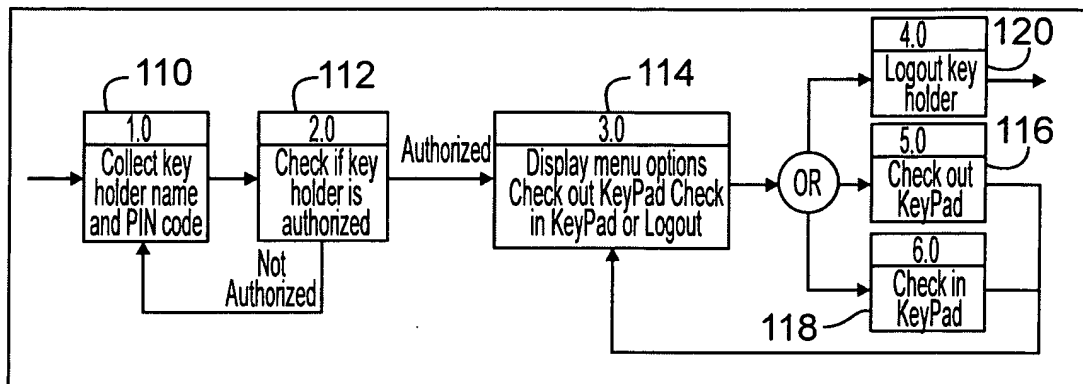 110
1.0
Collect key
holder name
and PIN code
112
2.0
Check if key
holder is
authorized
Not
Authorized
Authorized
114
3.0
Display menu options
Check out KeyPad Check
in KeyPad or Logout
OR
120
4.0
Logout key
holder
116
5.0
Check out
KeyPad
118
6.0
Check in
KeyPad